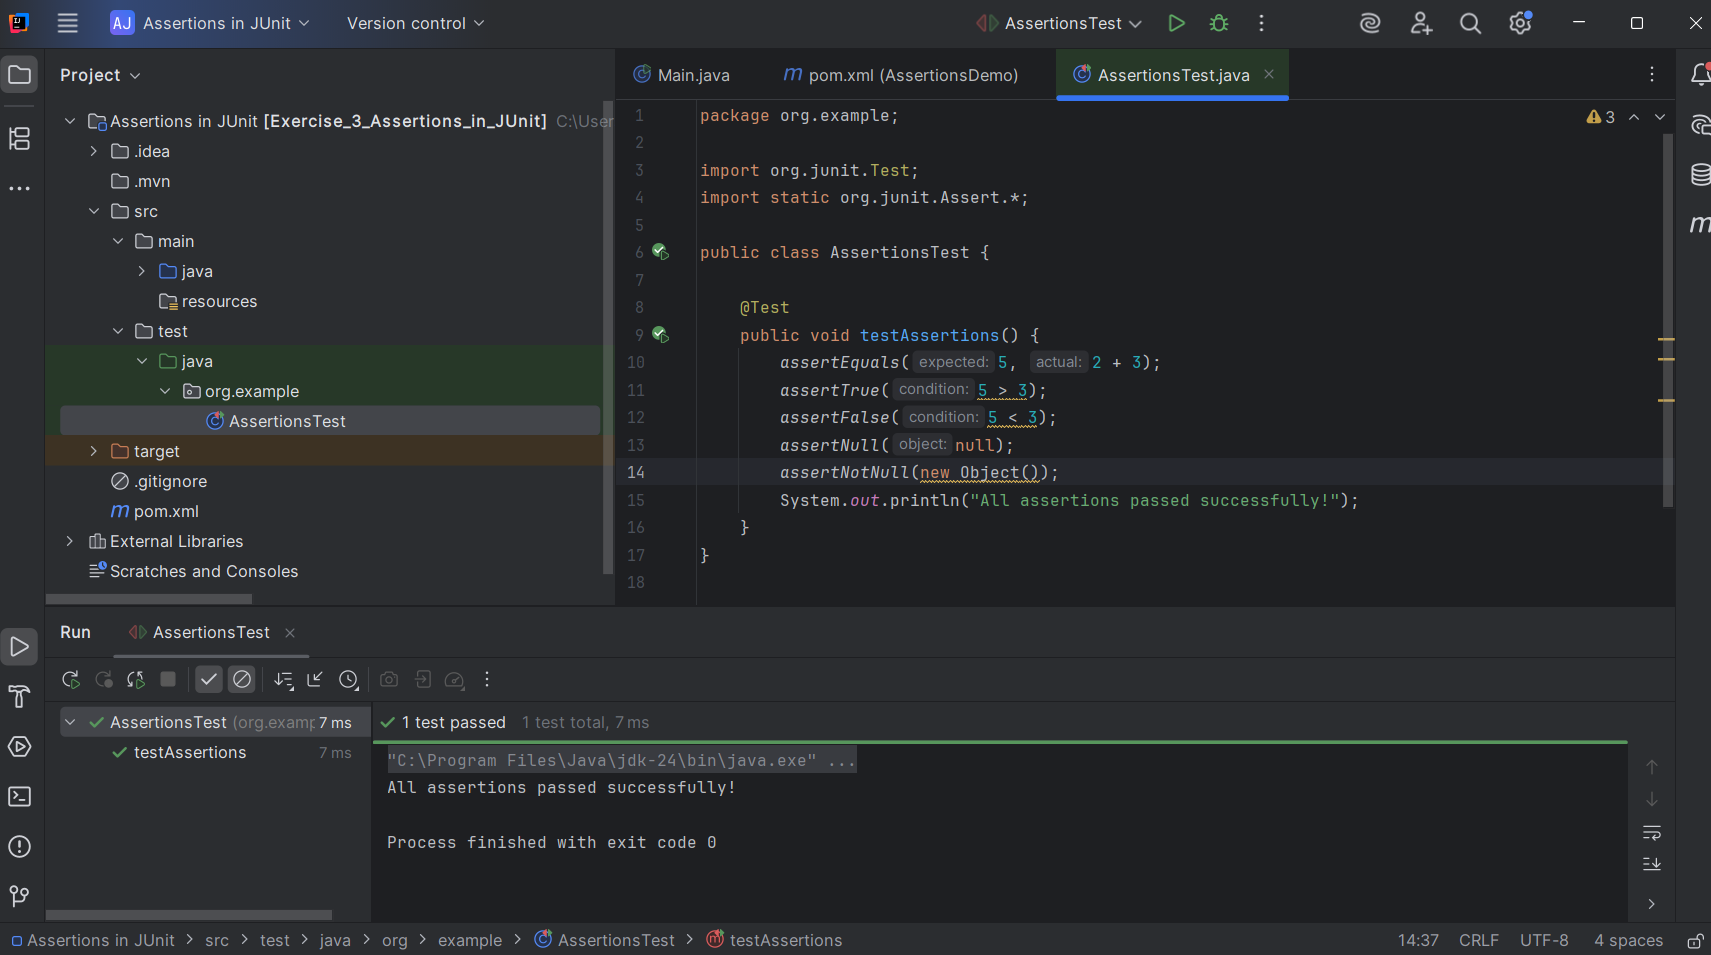 AJ Assertions in JUnit Version control AssertionsTest
Project
Assertions in JUnit [Exercise_3_Assertions_in_JUnit] C:\User
.idea
.mvn
src
main
java
resources
test
java
org.example
AssertionsTest
target
.gitignore
m pom.xml
External Libraries
Scratches and Consoles
Main.java m pom.xml (AssertionsDemo) AssertionsTest.java
3
1 package org.example;
2
3 import org.junit.Test;
4 import static org.junit.Assert.*;
5
6 public class AssertionsTest {
7
8 @Test
9 public void testAssertions() {
10 assertEquals( expected: 5, actual: 2 + 3);
11 assertTrue( condition: 5 > 3);
12 assertFalse( condition: 5 < 3);
13 assertNull( object: null);
14 assertNotNull(new Object());
15 System.out.println("All assertions passed successfully!");
16 }
17 }
18
m
Run AssertionsTest
AssertionsTest (org.examp 7 ms
testAssertions 7 ms
1 test passed 1 test total, 7 ms
"C:\Program Files\Java\jdk-24\bin\java.exe" ...
All assertions passed successfully!
Process finished with exit code 0
Assertions in JUnit > src > test > java > org > example > AssertionsTest > testAssertions
14:37 CRLF UTF-8 4 spaces